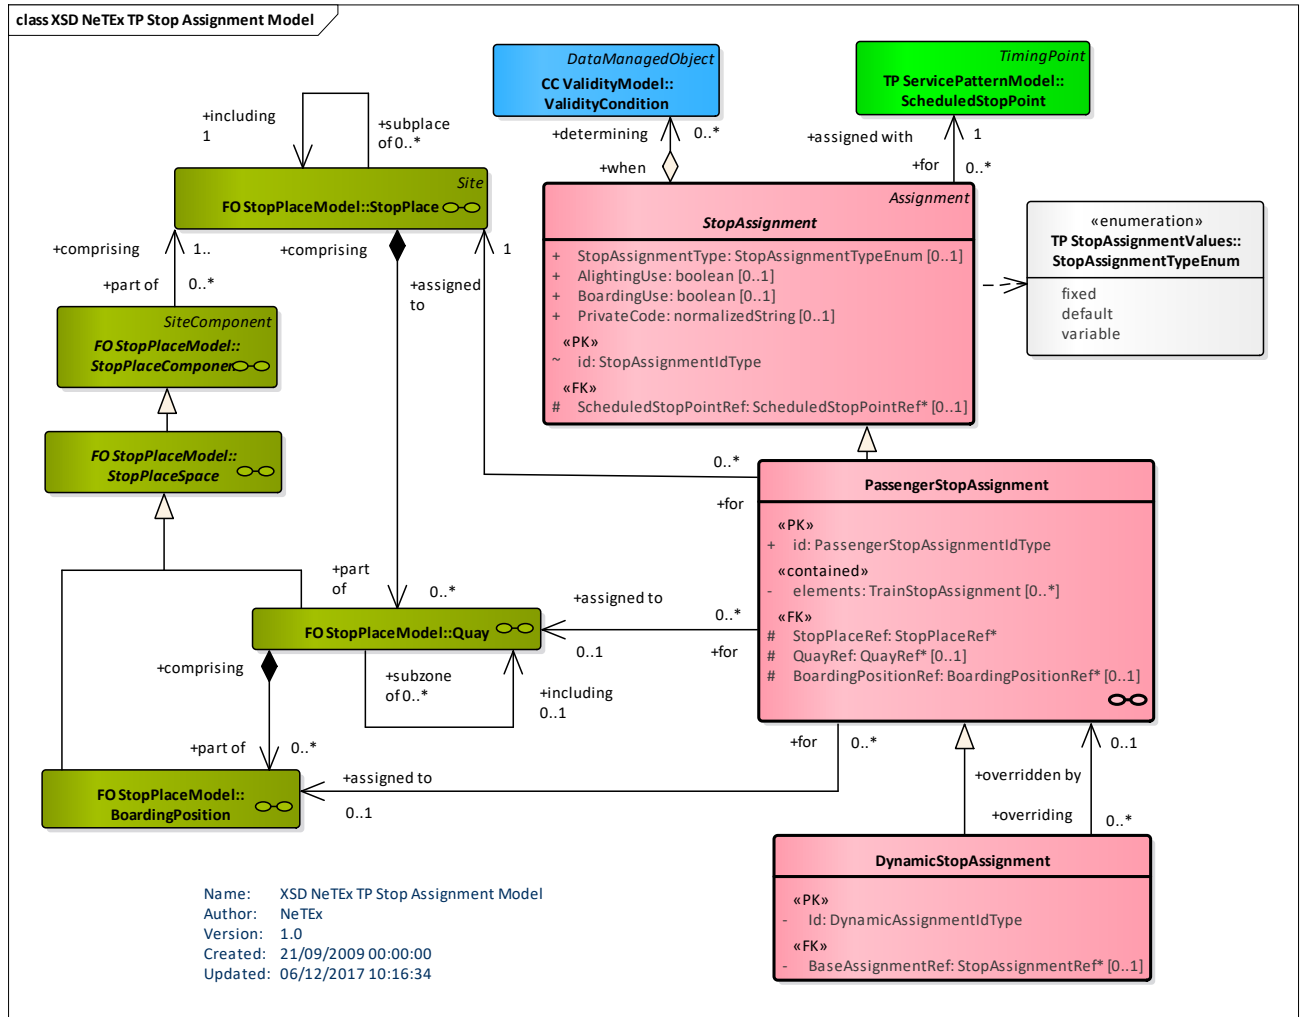 class XSD NeTEx TP Stop Assignment Model
DataManagedObject
CC ValidityModel::
ValidityCondition
TimingPoint
TP ServicePatternModel::
ScheduledStopPoint
+including
1
+subplace
of 0..*
+determining
0..*
+when
+assigned with
1
+for
0..*
Site
FO StopPlaceModel::StopPlace
Assignment
StopAssignment
+ StopAssignmentType: StopAssignmentTypeEnum [0..1]
+ AlightingUse: boolean [0..1]
+ BoardingUse: boolean [0..1]
+ PrivateCode: normalizedString [0..1]
«PK»
~ id: StopAssignmentIdType
«FK»
# ScheduledStopPointRef: ScheduledStopPointRef* [0..1]
«enumeration»
TP StopAssignmentValues::
StopAssignmentTypeEnum
fixed
default
variable
+comprising
1..
+part of
0..*
+comprising
1
+assigned
to
SiteComponent
FO StopPlaceModel::
StopPlaceComponent
FO StopPlaceModel::
StopPlaceSpace
0..*
+for
PassengerStopAssignment
«PK»
+ id: PassengerStopAssignmentIdType
«contained»
- elements: TrainStopAssignment [0..*]
«FK»
# StopPlaceRef: StopPlaceRef*
# QuayRef: QuayRef* [0..1]
# BoardingPositionRef: BoardingPositionRef* [0..1]
+part
of
0..*
+assigned to
0..*
0..1
+for
FO StopPlaceModel::Quay
+comprising
+subzone
of 0..*
+including
0..1
+part of
0..*
+for
0..*
0..1
+assigned to
0..1
FO StopPlaceModel::
BoardingPosition
+overridden by
+overriding
0..*
DynamicStopAssignment
«PK»
- Id: DynamicAssignmentIdType
«FK»
- BaseAssignmentRef: StopAssignmentRef* [0..1]
Name: XSD NeTEx TP Stop Assignment Model
Author: NeTEx
Version: 1.0
Created: 21/09/2009 00:00:00
Updated: 06/12/2017 10:16:34